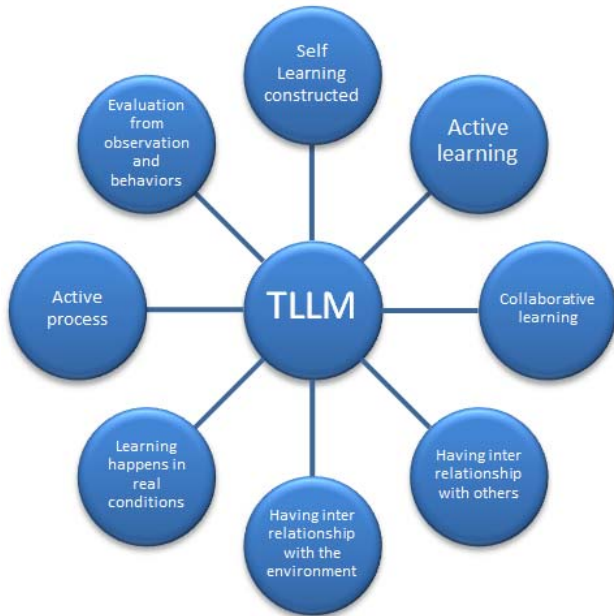 Self
Learning
constructed
Active
learning
Collaborative
learning
Having inter
relationship
with others
Having inter
relationship
with the
environment
Learning
happens in
real
conditions
Active
process
Evaluation
from
observation
and
behaviors
TLLM